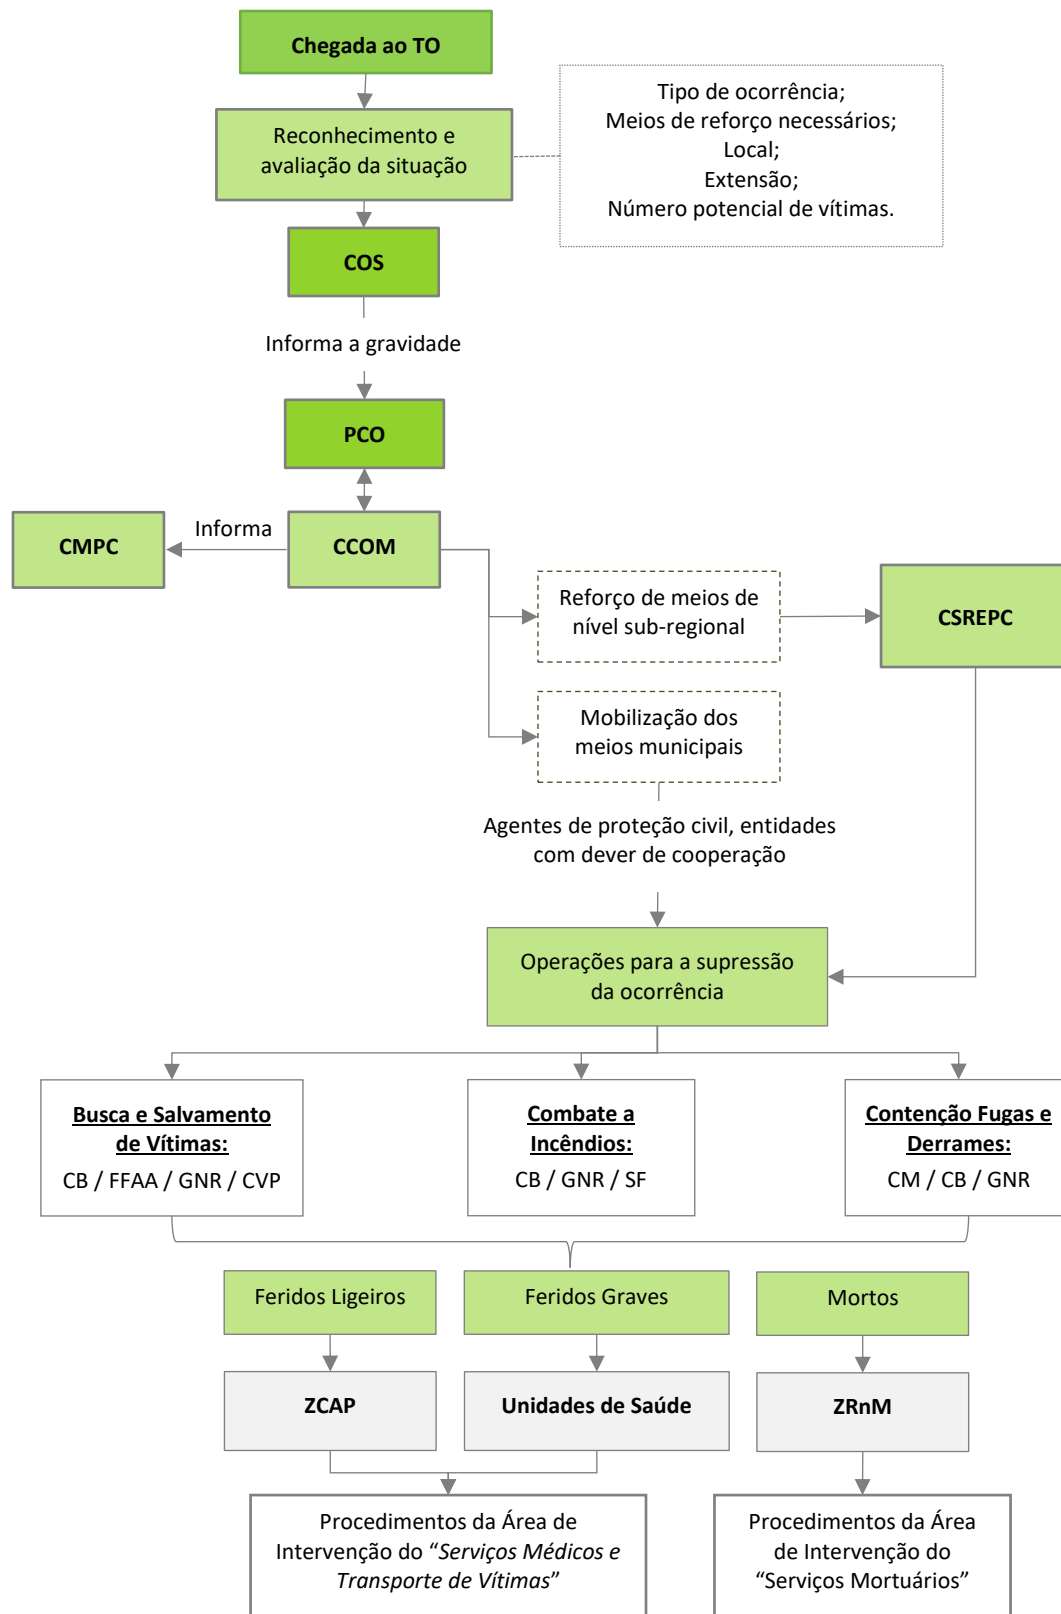 Chegada ao TO
Tipo de ocorrência;
Meios de reforço necessários;
Local;
Extensão;
Número potencial de vítimas.
Reconhecimento e
avaliação da situação
COS
Informa a gravidade
PCO
CMPC
Informa
CCOM
Reforço de meios de
nível sub-regional
CSREPC
Mobilização dos
meios municipais
Agentes de proteção civil, entidades
com dever de cooperação
Operações para a supressão
da ocorrência
Busca e Salvamento
de Vítimas:
CB / FFAA / GNR / CVP
Combate a
Incêndios:
CB / GNR / SF
Contenção Fugas e
Derrames:
CM / CB / GNR
Feridos Ligeiros
Feridos Graves
Mortos
ZCAP
Unidades de Saúde
ZRnM
Procedimentos da Área de
Intervenção do “Serviços Médicos e
Transporte de Vítimas”
Procedimentos da Área
de Intervenção do
“Serviços Mortuários”